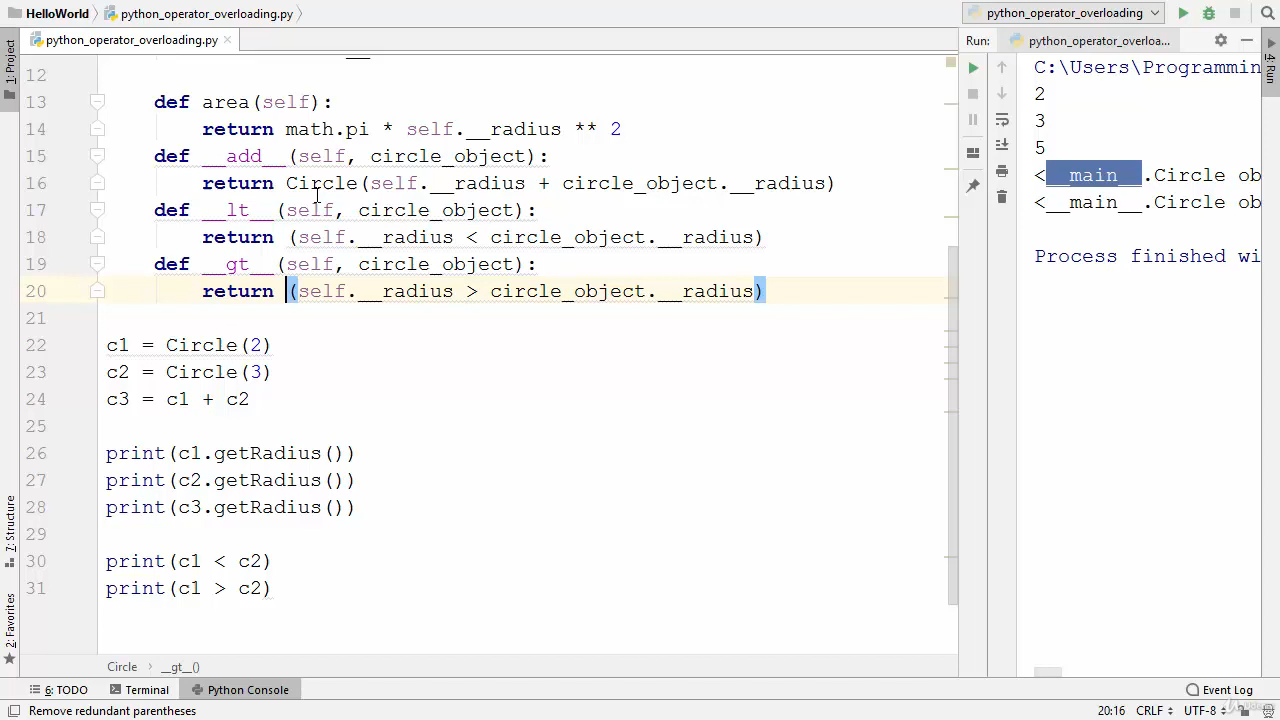 HelloWorld python_operator_overloading.py python_operator_overloading
python_operator_overloading.py
Run: python_operator_overloa...
1: Project
4: Run
12
13 def area(self):
14 return math.pi * self.__radius ** 2
15 def __add__(self, circle_object):
16 return Circle(self.__radius + circle_object.__radius)
17 def __lt__(self, circle_object):
18 return (self.__radius < circle_object.__radius)
19 def __gt__(self, circle_object):
20 return (self.__radius > circle_object.__radius)
21
22 c1 = Circle(2)
23 c2 = Circle(3)
24 c3 = c1 + c2
25
26 print(c1.getRadius())
27 print(c2.getRadius())
28 print(c3.getRadius())
29
30 print(c1 < c2)
31 print(c1 > c2)
C:\Users\Programmin
2
3
5
<__main__.Circle ob
<__main__.Circle ob
Process finished wi
7: Structure
2: Favorites
Circle __gt__()
6: TODO Terminal Python Console Event Log
Remove redundant parentheses 20:16 CRLF UTF-8